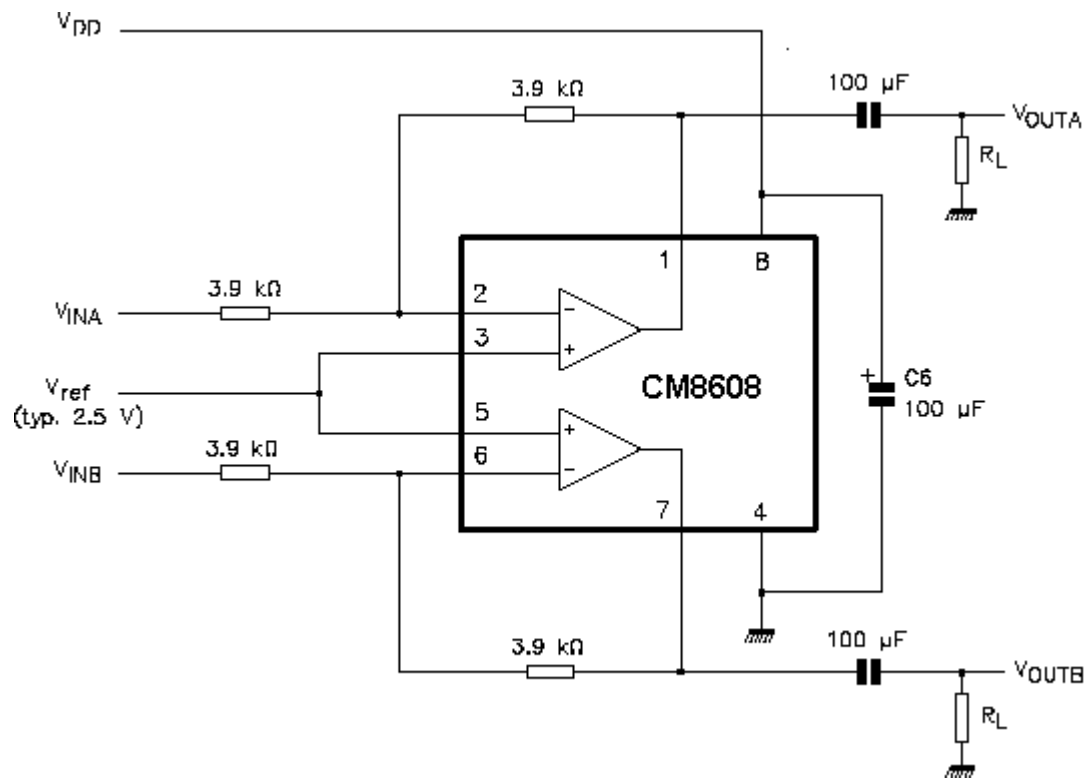 VDD
100 µF
3.9 kΩ
VOUTA
RL
1
8
3.9 kΩ
2
VINA
3
CM8608
Vref
(typ. 2.5 V)
+ C6
100 µF
5
3.9 kΩ
6
VINB
7
4
3.9 kΩ
100 µF
VOUTB
RL
− 
+
+
−